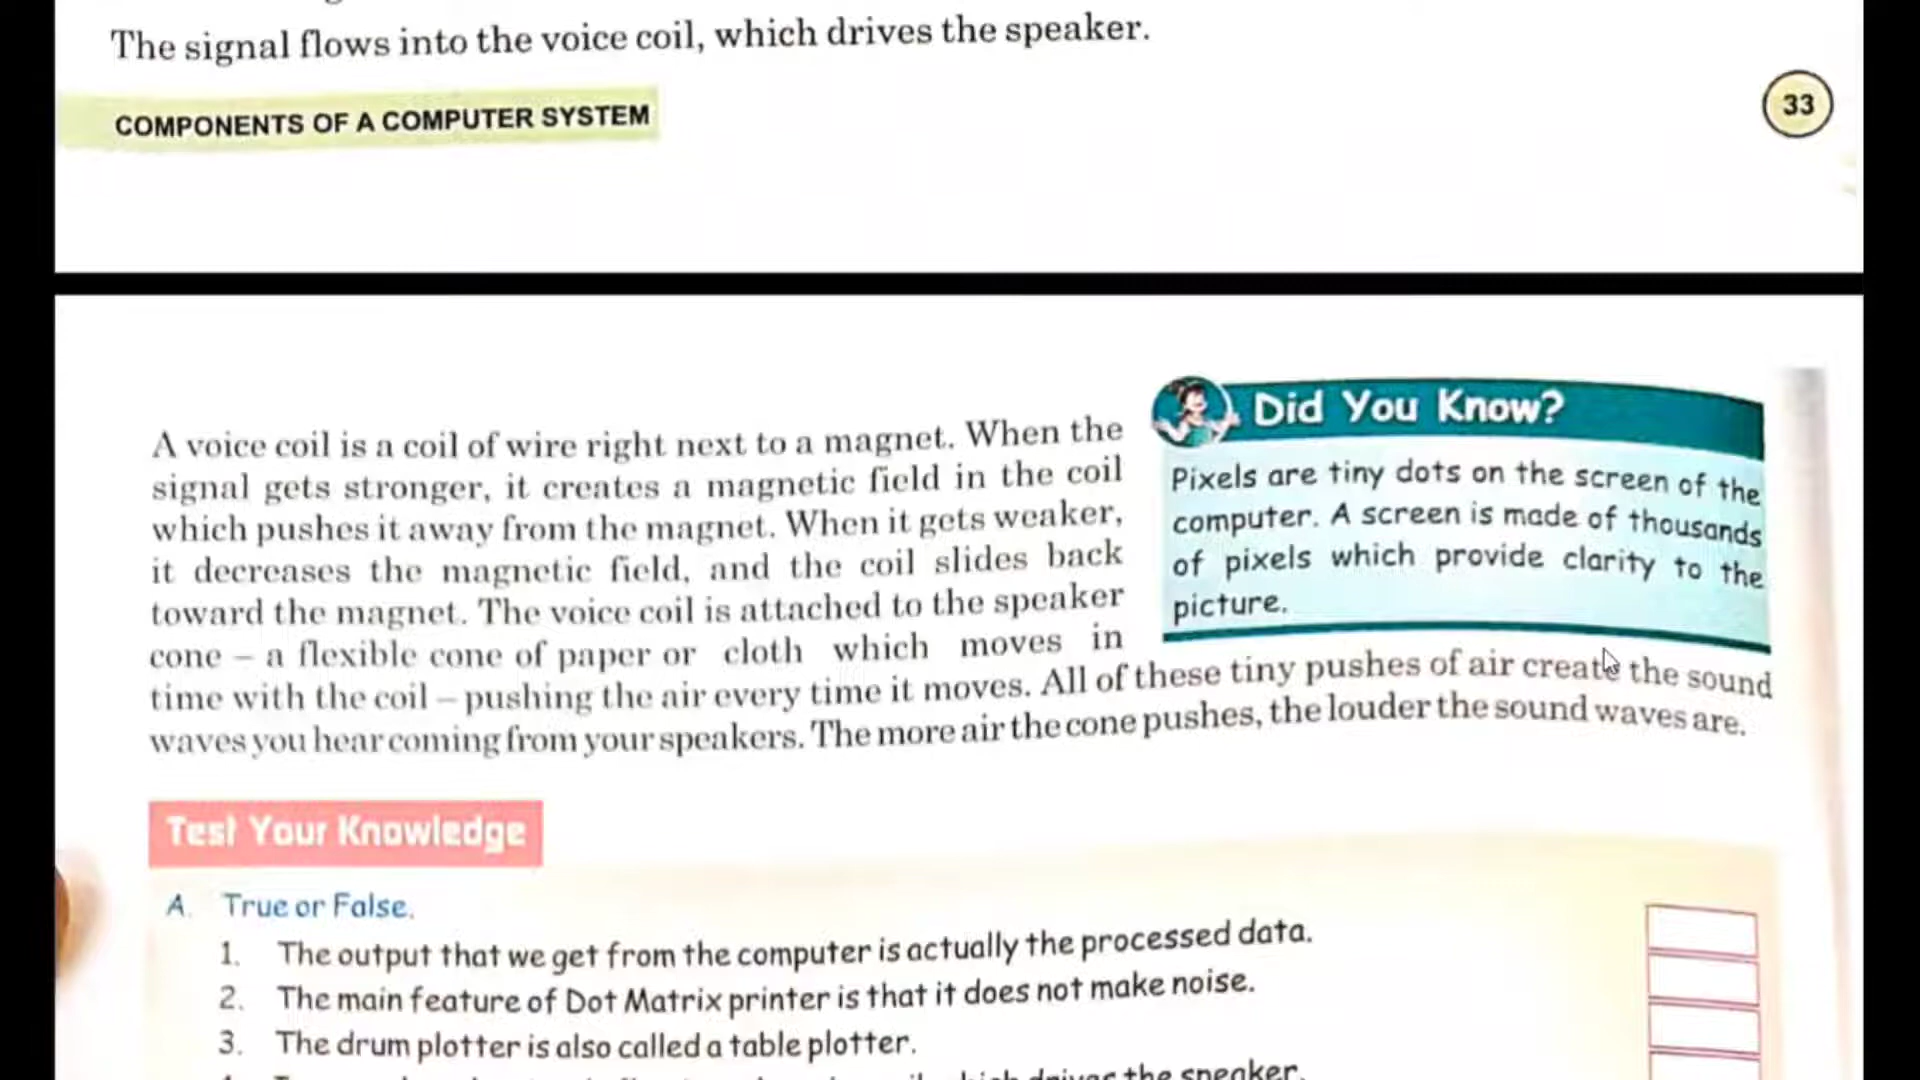 The signal flows into the voice coil, which drives the speaker.
COMPONENTS OF A COMPUTER SYSTEM
33
A voice coil is a coil of wire right next to a magnet. When the
signal gets stronger, it creates a magnetic field in the coil
which pushes it away from the magnet. When it gets weaker,
it decreases the magnetic field, and the coil slides back
toward the magnet. The voice coil is attached to the speaker
cone – a flexible cone of paper or cloth which moves in
time with the coil – pushing the air every time it moves. All of these tiny pushes of air create the sound
waves you hear coming from your speakers. The more air the cone pushes, the louder the sound waves are.
Did You Know?
Pixels are tiny dots on the screen of the
computer. A screen is made of thousands
of pixels which provide clarity to the
picture.
Test Your Knowledge
A. True or False.
1. The output that we get from the computer is actually the processed data.
2. The main feature of Dot Matrix printer is that it does not make noise.
3. The drum plotter is also called a table plotter.
drives the speaker.